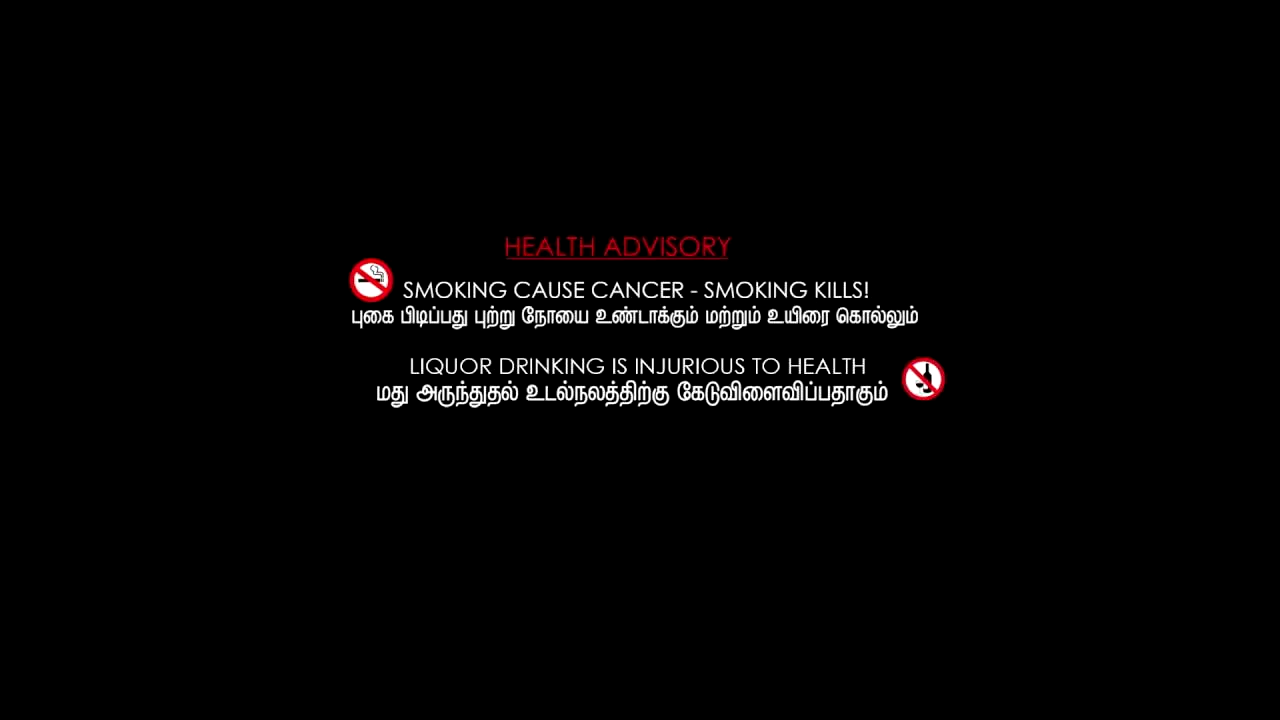 HEALTH ADVISORY
SMOKING CAUSE CANCER - SMOKING KILLS!
புகை பிடிப்பது புற்று நோயை உண்டாக்கும் மற்றும் உயிரை கொல்லும்
LIQUOR DRINKING IS INJURIOUS TO HEALTH
மது அருந்துதல் உடல்நலத்திற்கு கேடுவிளைவிப்பதாகும்